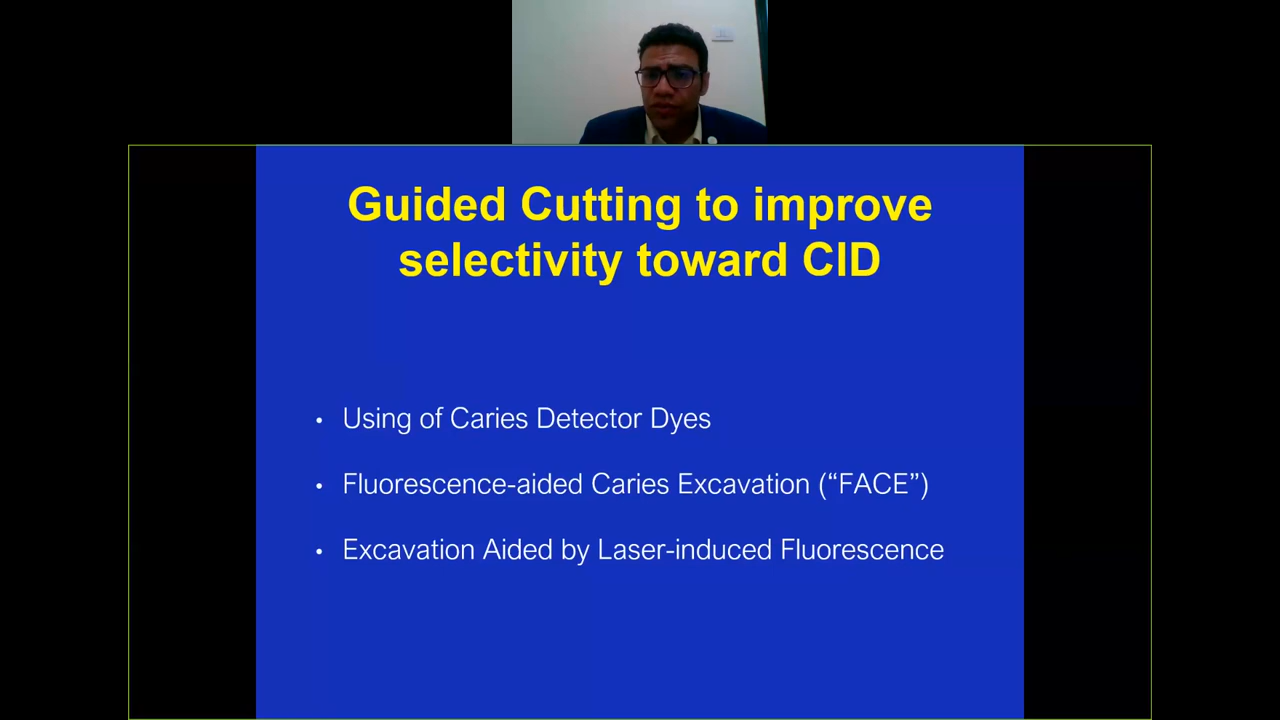 Guided Cutting to improve
selectivity toward CID
• Using of Caries Detector Dyes
• Fluorescence-aided Caries Excavation (“FACE”)
• Excavation Aided by Laser-induced Fluorescence